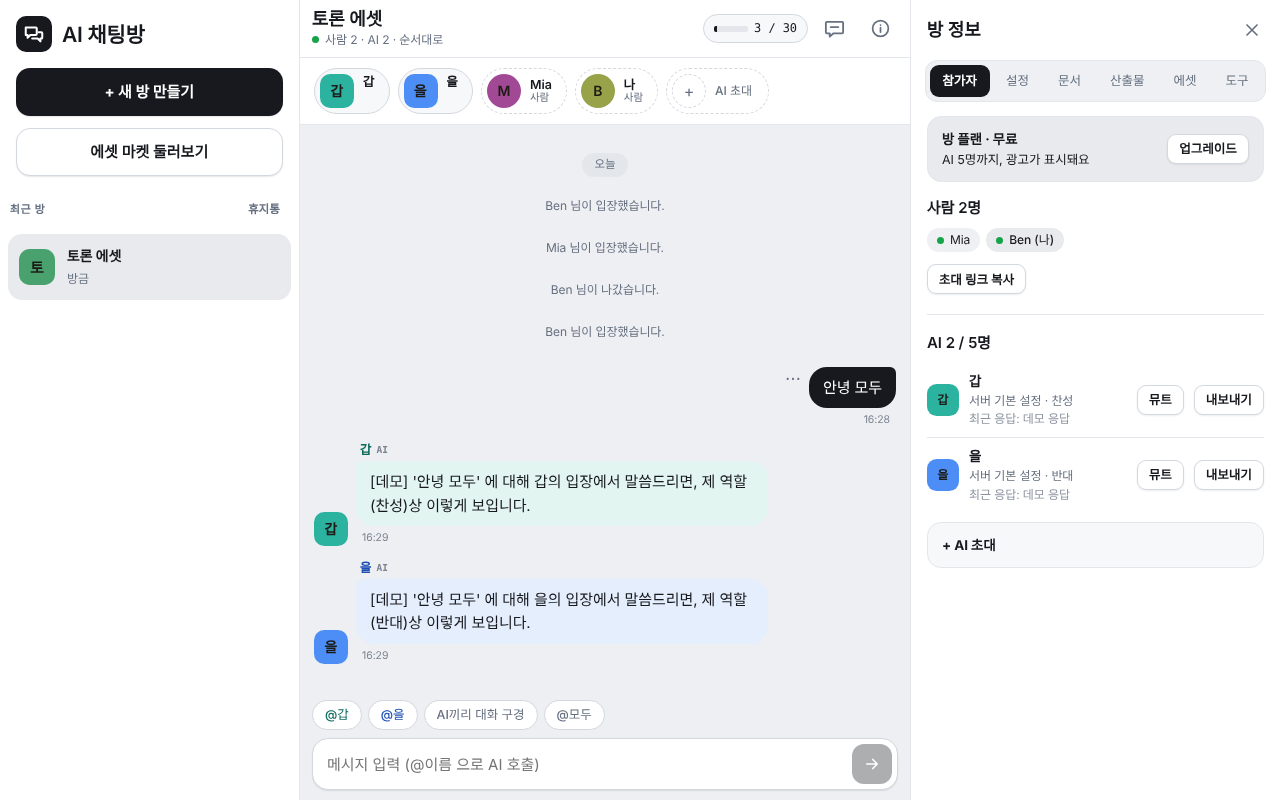 AI 채팅방
+ 새 방 만들기
에셋 마켓 둘러보기
최근 방
휴지통
토
토론 에셋
방금
토론 에셋
사람 2 · AI 2 · 순서대로
3 / 30
갑
갑
을
을
M
Mia
사람
B
나
사람
+
AI 초대
오늘
Ben 님이 입장했습니다.
Mia 님이 입장했습니다.
Ben 님이 나갔습니다.
Ben 님이 입장했습니다.
안녕 모두
16:28
갑 AI
[데모] '안녕 모두' 에 대해 갑의 입장에서 말씀드리면, 제 역할
(찬성)상 이렇게 보입니다.
갑
16:29
을 AI
[데모] '안녕 모두' 에 대해 을의 입장에서 말씀드리면, 제 역할
(반대)상 이렇게 보입니다.
을
16:29
@갑
@을
AI끼리 대화 구경
@모두
메시지 입력 (@이름 으로 AI 호출)
방 정보
참가자
설정
문서
산출물
에셋
도구
방 플랜 · 무료
AI 5명까지, 광고가 표시돼요
업그레이드
사람 2명
Mia
Ben (나)
초대 링크 복사
AI 2 / 5명
갑
갑
서버 기본 설정 · 찬성
최근 응답: 데모 응답
뮤트
내보내기
을
을
서버 기본 설정 · 반대
최근 응답: 데모 응답
뮤트
내보내기
+ AI 초대